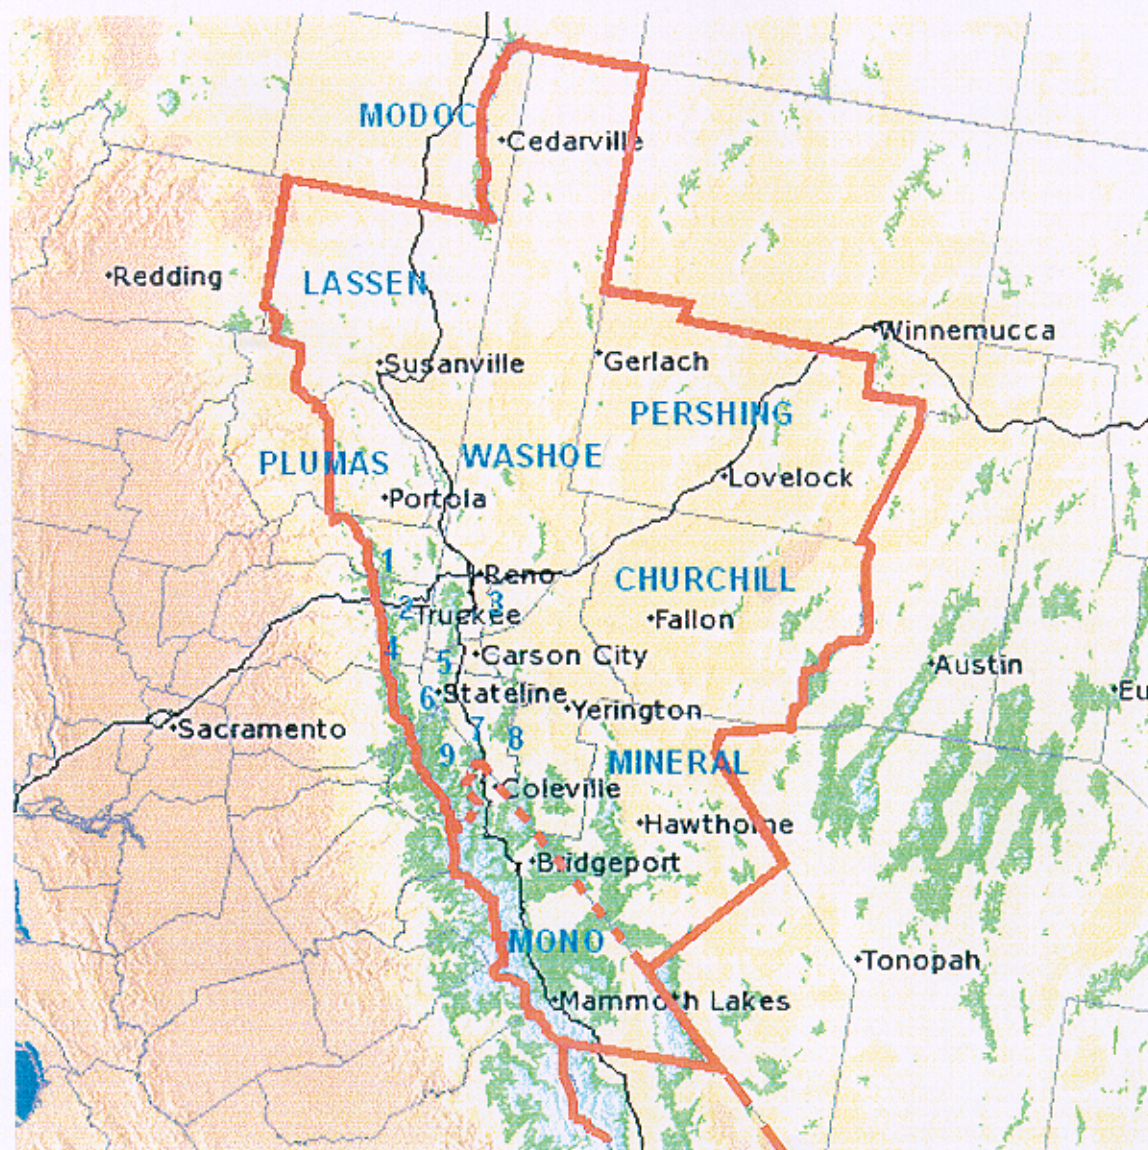 MODOC
Cedarville
Redding
LASSEN
Winnemucca
Susanville
Gerlach
PERSHING
PLUMAS
WASHOE
Lovelock
Portola
1
Reno
CHURCHILL
2
Truckee
3
Fallon
4
5
Carson City
Austin
6
Stateline
Yerington
Eu
Sacramento
7
8
9
MINERAL
Coleville
Hawthorne
Bridgeport
MONO
Tonopah
Mammoth Lakes